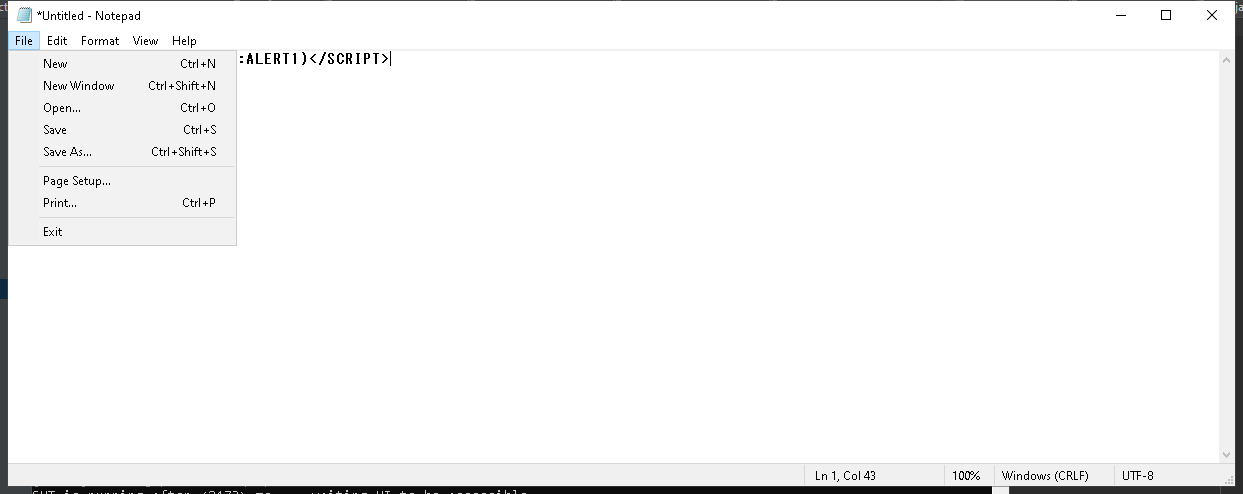 *Untitled - Notepad
File Edit Format View Help
:ALERT1)</SCRIPT>
New Ctrl+N
New Window Ctrl+Shift+N
Open... Ctrl+O
Save Ctrl+S
Save As... Ctrl+Shift+S
Page Setup...
Print... Ctrl+P
Exit
Ln 1, Col 43 100% Windows (CRLF) UTF-8